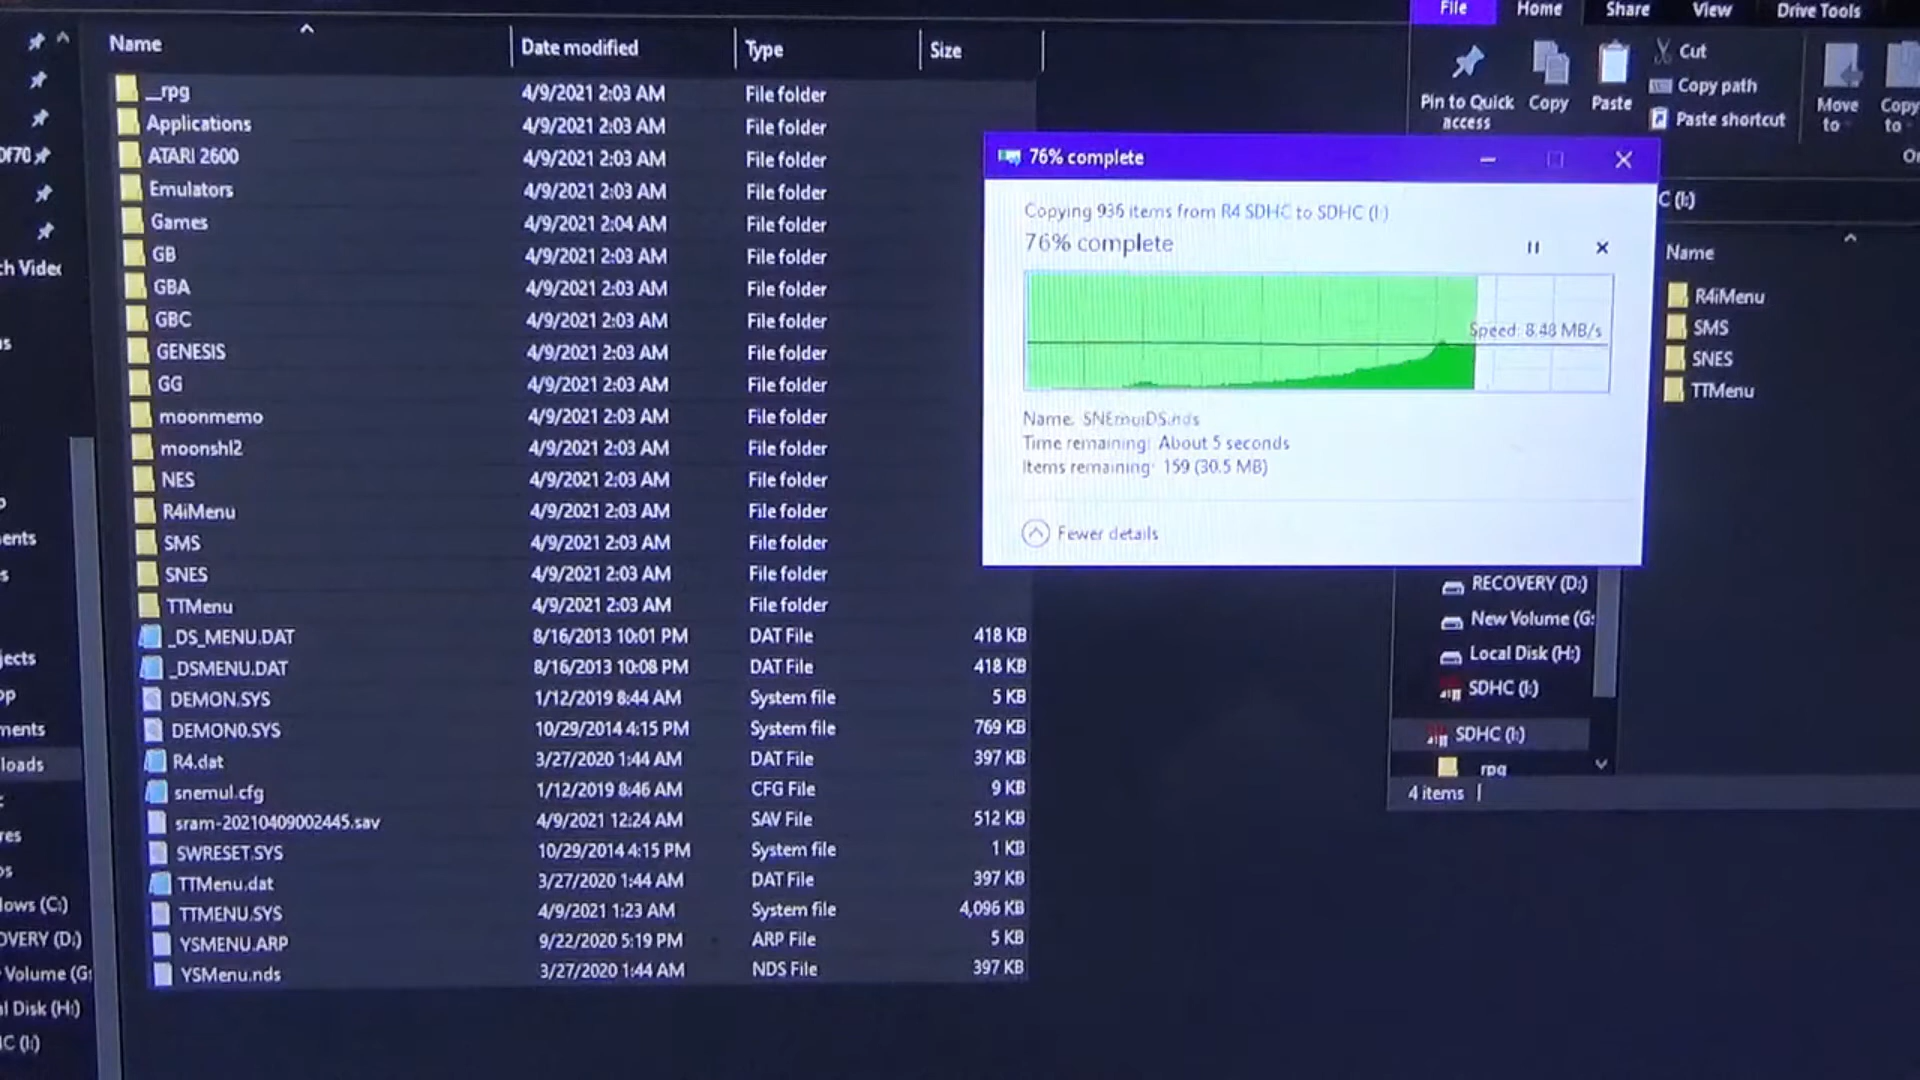 Name Date modified Type Size
__rpg 4/9/2021 2:03 AM File folder
Applications 4/9/2021 2:03 AM File folder
ATARI 2600 4/9/2021 2:03 AM File folder
Emulators 4/9/2021 2:03 AM File folder
Games 4/9/2021 2:04 AM File folder
GB 4/9/2021 2:03 AM File folder
GBA 4/9/2021 2:03 AM File folder
GBC 4/9/2021 2:03 AM File folder
GENESIS 4/9/2021 2:03 AM File folder
GG 4/9/2021 2:03 AM File folder
moonmemo 4/9/2021 2:03 AM File folder
moonshl2 4/9/2021 2:03 AM File folder
NES 4/9/2021 2:03 AM File folder
R4iMenu 4/9/2021 2:03 AM File folder
SMS 4/9/2021 2:03 AM File folder
SNES 4/9/2021 2:03 AM File folder
TTMenu 4/9/2021 2:03 AM File folder
_DS_MENU.DAT 8/16/2013 10:01 PM DAT File 418 KB
_DSMENU.DAT 8/16/2013 10:08 PM DAT File 418 KB
DEMON.SYS 1/12/2019 8:44 AM System file 5 KB
DEMON0.SYS 10/29/2014 4:15 PM System file 769 KB
R4.dat 3/27/2020 1:44 AM DAT File 397 KB
snemul.cfg 1/12/2019 8:46 AM CFG File 9 KB
sram-20210409002445.sav 4/9/2021 12:24 AM SAV File 512 KB
SWRESET.SYS 10/29/2014 4:15 PM System file 1 KB
TTMenu.dat 3/27/2020 1:44 AM DAT File 397 KB
TTMENU.SYS 4/9/2021 1:23 AM System file 4,096 KB
YSMENU.ARP 9/22/2020 5:19 PM ARP File 5 KB
YSMenu.nds 3/27/2020 1:44 AM NDS File 397 KB
0f70
ch Videc
ents
jects
op
ments
loads
res
lows (C:)
OVERY (D:)
Volume (G:
al Disk (H:)
HC (I:)
File Home Share View Drive Tools
Pin to Quick access
Copy
Paste
Cut
Copy path
Paste shortcut
Move to
Copy to
C (I:)
76% complete
Copying 936 items from R4 SDHC to SDHC (I:)
76% complete
Speed: 8.48 MB/s
Name: SNEmulDS.nds
Time remaining: About 5 seconds
Items remaining: 159 (30.5 MB)
Fewer details
Name
R4iMenu
SMS
SNES
TTMenu
RECOVERY (D:)
New Volume (G:
Local Disk (H:)
SDHC (I:)
SDHC (I:)
rpg
4 items